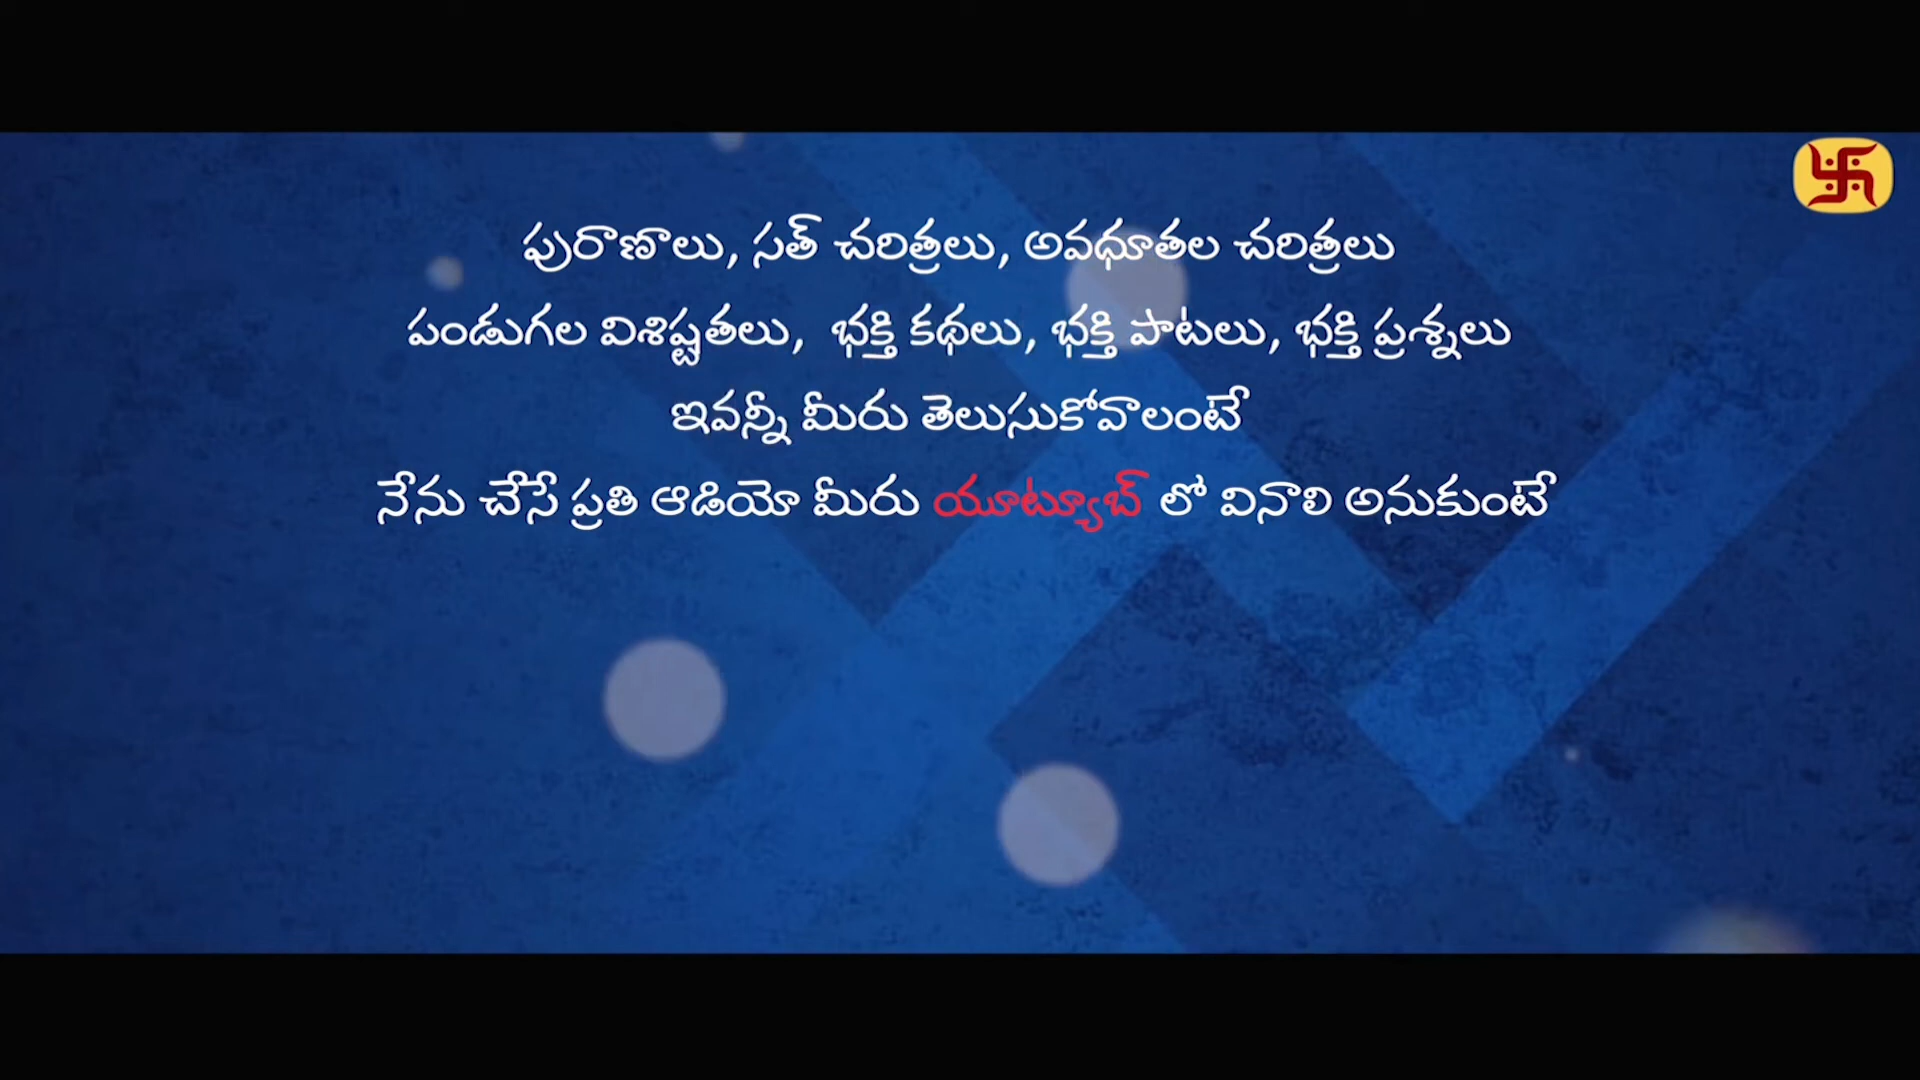 పురాణాలు, సత్ చరిత్రలు, అవధూతల చరిత్రలు
పండుగల విశిష్టతలు, భక్తి కథలు, భక్తి పాటలు, భక్తి ప్రశ్నలు
ఇవన్నీ మీరు తెలుసుకోవాలంటే
నేను చేసే ప్రతి ఆడియో మీరు యూట్యూబ్ లో వినాలి అనుకుంటే